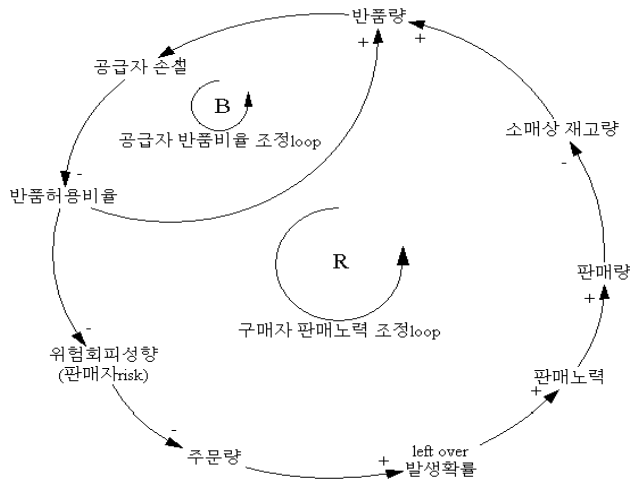 반품량
+
+
공급자 손실
+
B
공급자 반품비율 조정loop
소매상 재고량
-
-
반품허용비율
R
판매량
+
구매자 판매노력 조정loop
-
위험회피성향
(판매자risk)
판매노력
+
-
주문량
+
left over
발생확률